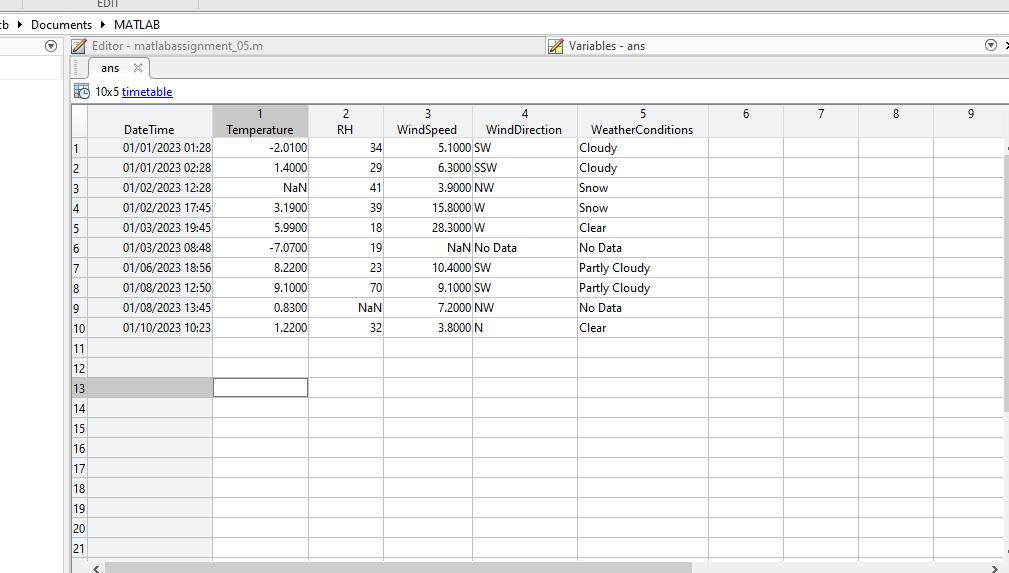 EDIT
cb ▸ Documents ▸ MATLAB
Editor - matlabassignment_05.m Variables - ans
ans
10x5 timetable
1 2 3 4 5 6 7 8 9
DateTime Temperature RH WindSpeed WindDirection WeatherConditions
1 01/01/2023 01:28 -2.0100 34 5.1000 SW Cloudy
2 01/01/2023 02:28 1.4000 29 6.3000 SSW Cloudy
3 01/02/2023 12:28 NaN 41 3.9000 NW Snow
4 01/02/2023 17:45 3.1900 39 15.8000 W Snow
5 01/03/2023 19:45 5.9900 18 28.3000 W Clear
6 01/03/2023 08:48 -7.0700 19 NaN No Data No Data
7 01/06/2023 18:56 8.2200 23 10.4000 SW Partly Cloudy
8 01/08/2023 12:50 9.1000 70 9.1000 SW Partly Cloudy
9 01/08/2023 13:45 0.8300 NaN 7.2000 NW No Data
10 01/10/2023 10:23 1.2200 32 3.8000 N Clear
11
12
13
14
15
16
17
18
19
20
21